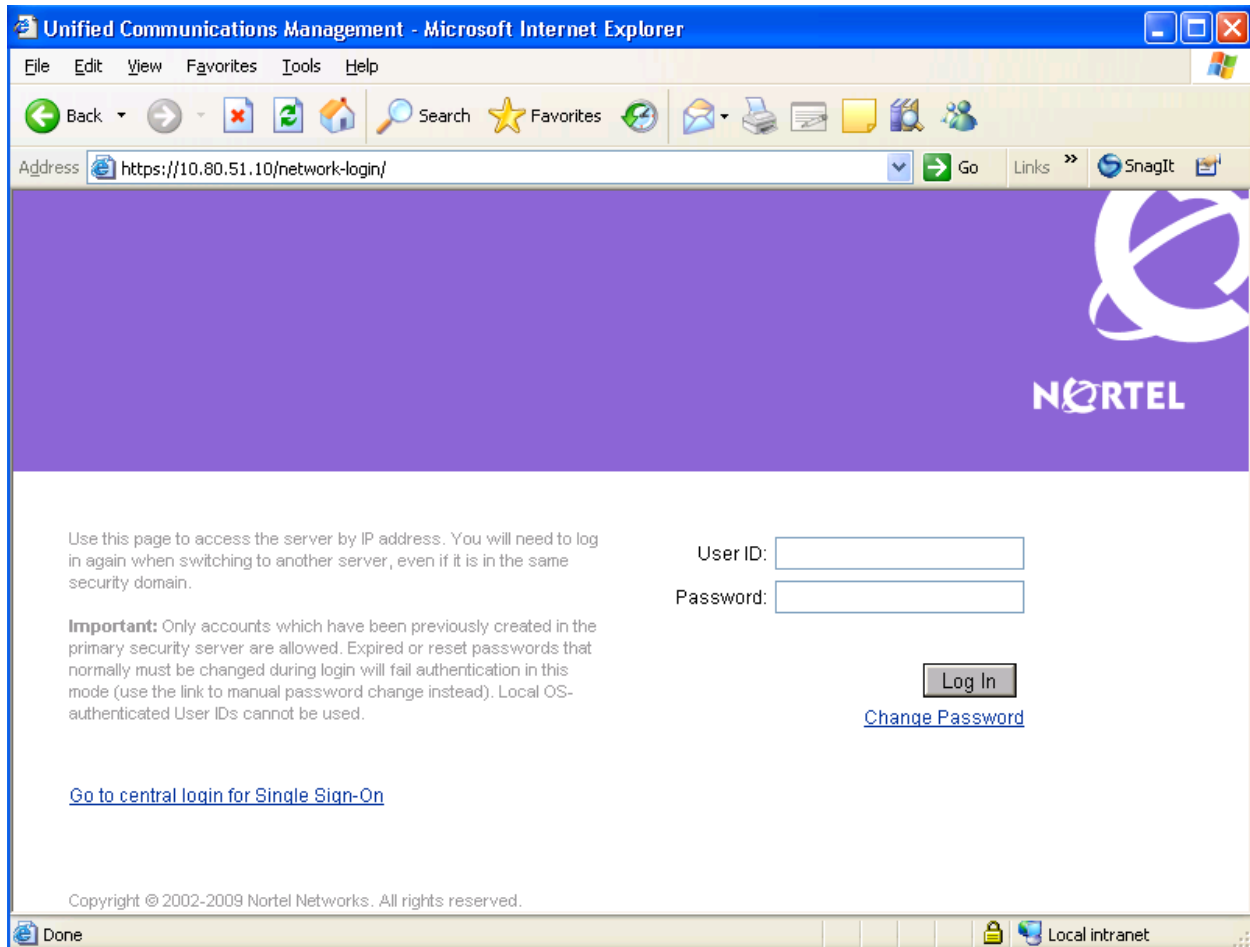 Unified Communications Management - Microsoft Internet Explorer
File Edit View Favorites Tools Help
Back Search Favorites
Address https://10.80.51.10/network-login/ Go Links » SnagIt
NORTEL
Use this page to access the server by IP address. You will need to log
in again when switching to another server, even if it is in the same
security domain.
Important: Only accounts which have been previously created in the
primary security server are allowed. Expired or reset passwords that
normally must be changed during login will fail authentication in this
mode (use the link to manual password change instead). Local OS-
authenticated User IDs cannot be used.
Go to central login for Single Sign-On
User ID:
Password:
Log In
Change Password
Copyright © 2002-2009 Nortel Networks. All rights reserved.
Done Local intranet